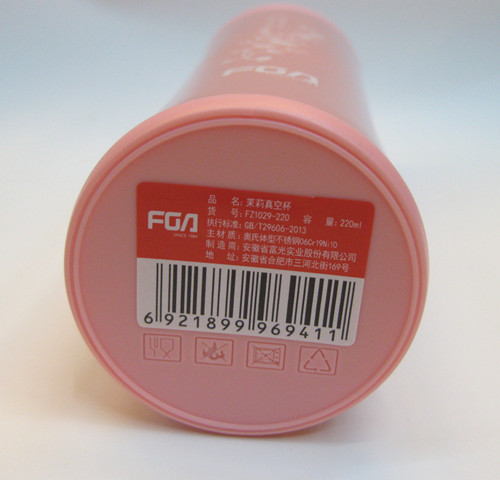 FGA
FGA
SINCE 1984
品 名: 茉莉真空杯
货 号: FZ1029-220 容 量: 220ml
执行标准: GB/T29606-2013
主 材 质: 奥氏体型不锈钢06Cr19Ni10
制 造 商: 安徽省富光实业股份有限公司
地 址: 安徽省合肥市三河北街169号
6 921899 969411